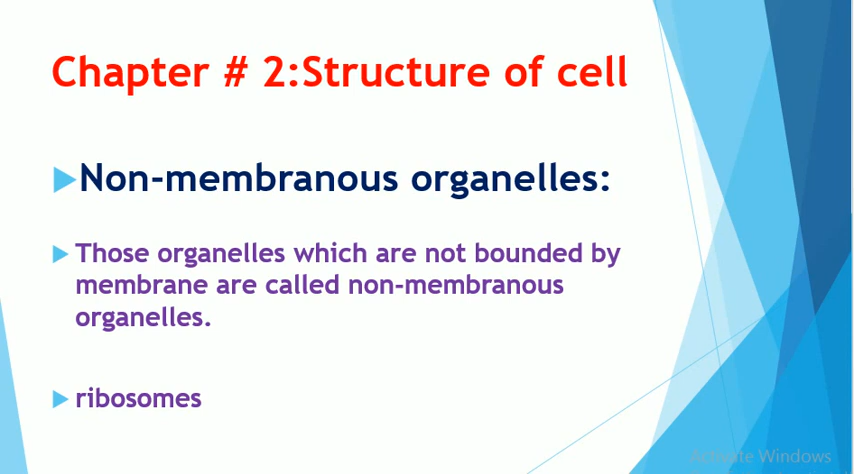 Chapter # 2:Structure of cell
Non-membranous organelles:
Those organelles which are not bounded by
membrane are called non-membranous
organelles.
ribosomes
Activate Windows